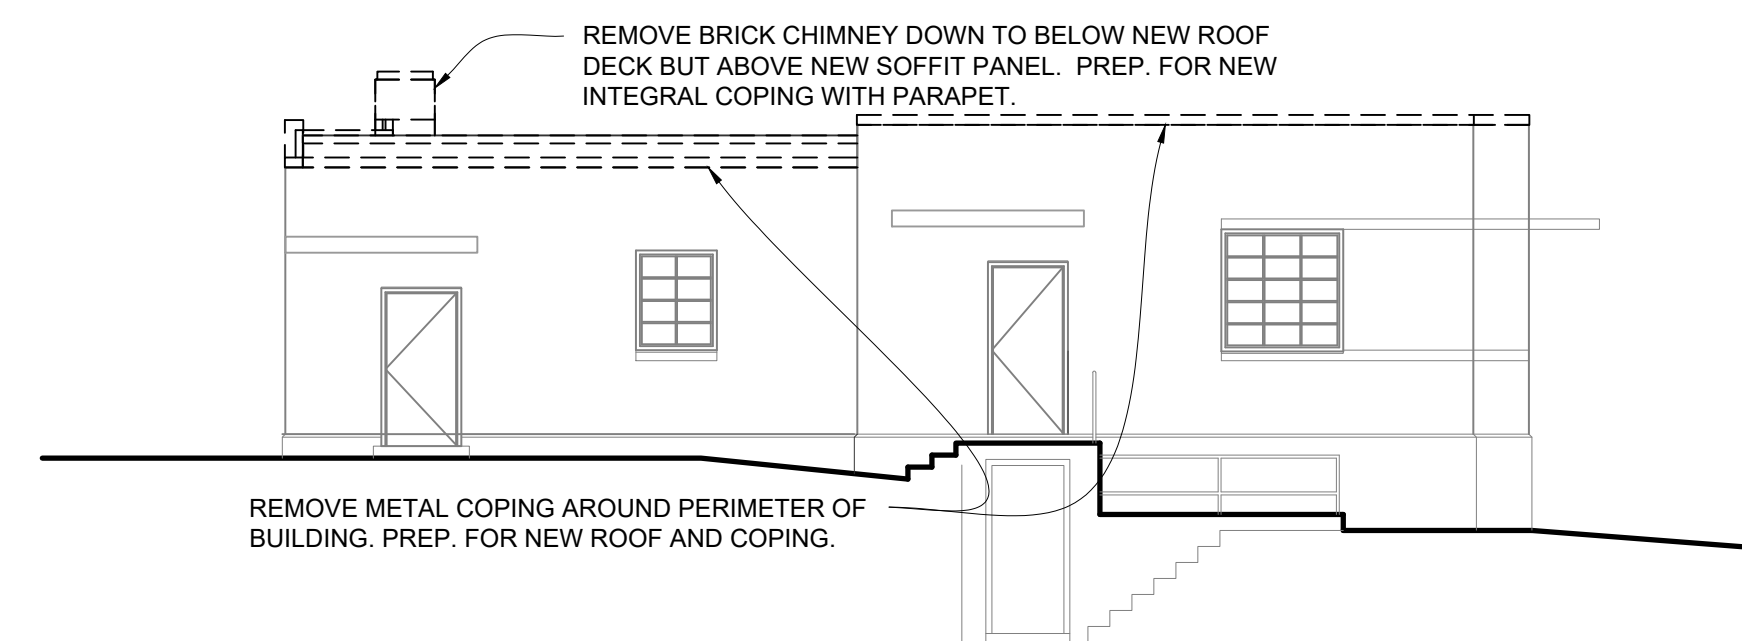 REMOVE BRICK CHIMNEY DOWN TO BELOW NEW ROOF
DECK BUT ABOVE NEW SOFFIT PANEL.  PREP. FOR NEW
INTEGRAL COPING WITH PARAPET.
REMOVE METAL COPING AROUND PERIMETER OF
BUILDING. PREP. FOR NEW ROOF AND COPING.